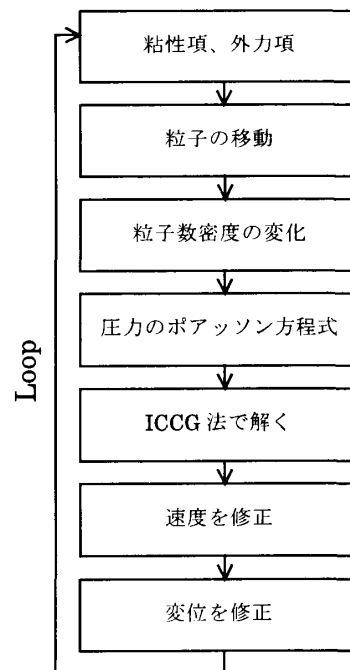 粘性項、外力項
粒子の移動
粒子数密度の変化
圧力のポアッソン方程式
ICCG 法で解く
速度を修正
変位を修正
Loop